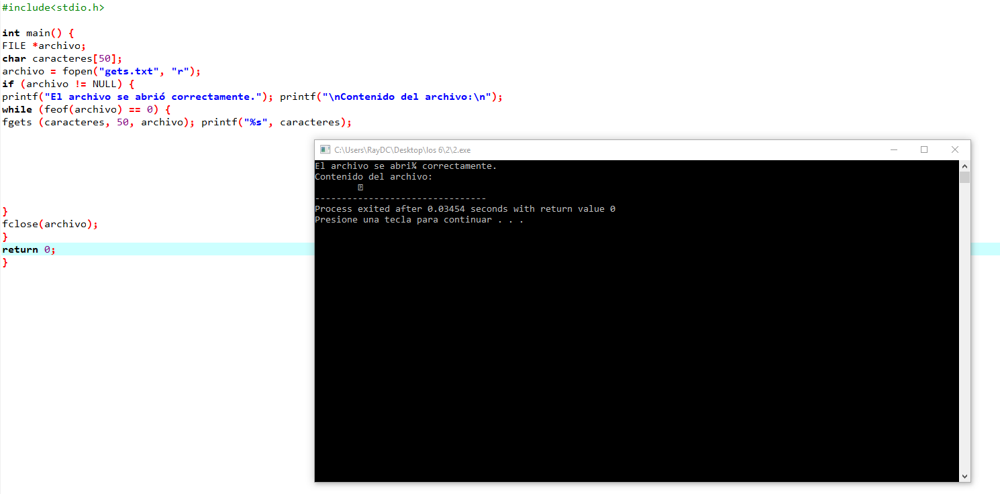 #include<stdio.h>
int main() {
FILE *archivo;
char caracteres[50];
archivo = fopen("gets.txt", "r");
if (archivo != NULL) {
printf("El archivo se abrió correctamente."); printf("\nContenido del archivo:\n");
while (feof(archivo) == 0) {
fgets (caracteres, 50, archivo); printf("%s", caracteres);
}
fclose(archivo);
}
return 0;
}
C:\Users\RayDC\Desktop\los 6\2\2.exe
El archivo se abri¾ correctamente.
Contenido del archivo:
--------------------------------
Process exited after 0.03454 seconds with return value 0
Presione una tecla para continuar . . .